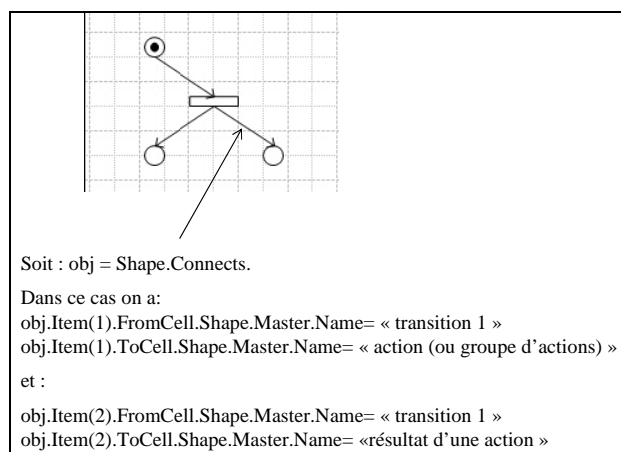 Soit : obj = Shape.Connects.
Dans ce cas on a:
obj.Item(1).FromCell.Shape.Master.Name= « transition 1 »
obj.Item(1).ToCell.Shape.Master.Name= « action (ou groupe d’actions) »
et :
obj.Item(2).FromCell.Shape.Master.Name= « transition 1 »
obj.Item(2).ToCell.Shape.Master.Name= «résultat d’une action »